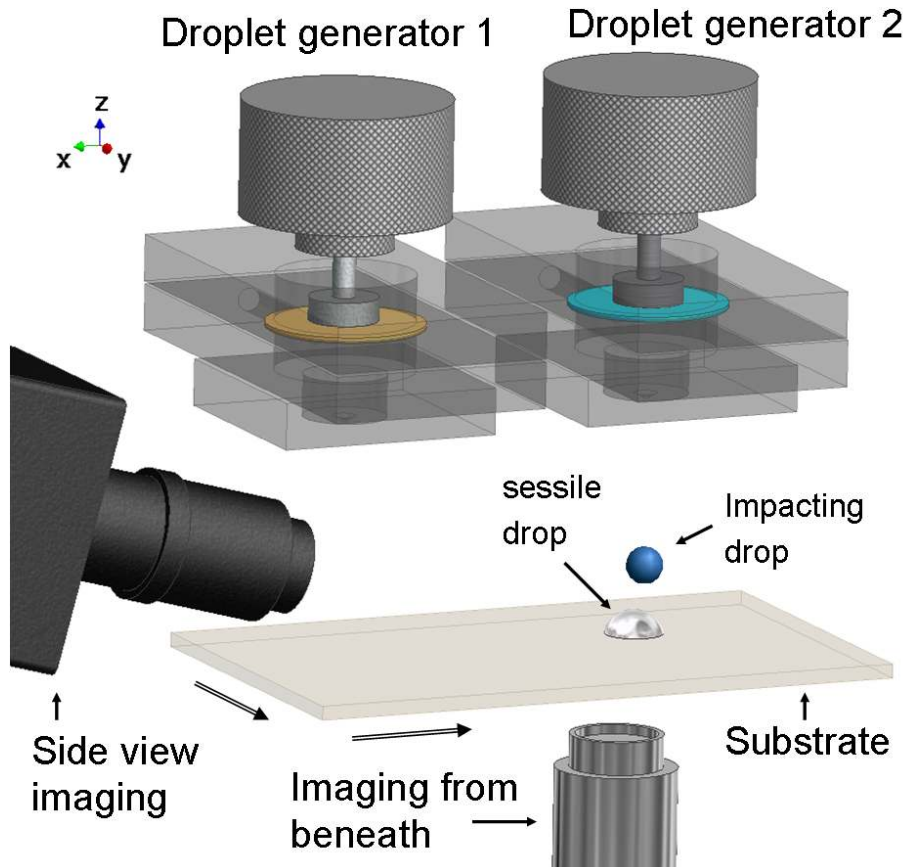 Droplet generator 1
Droplet generator 2
z
x
y
sessile
drop
Impacting
drop
Side view
imaging
Substrate
Imaging from
beneath